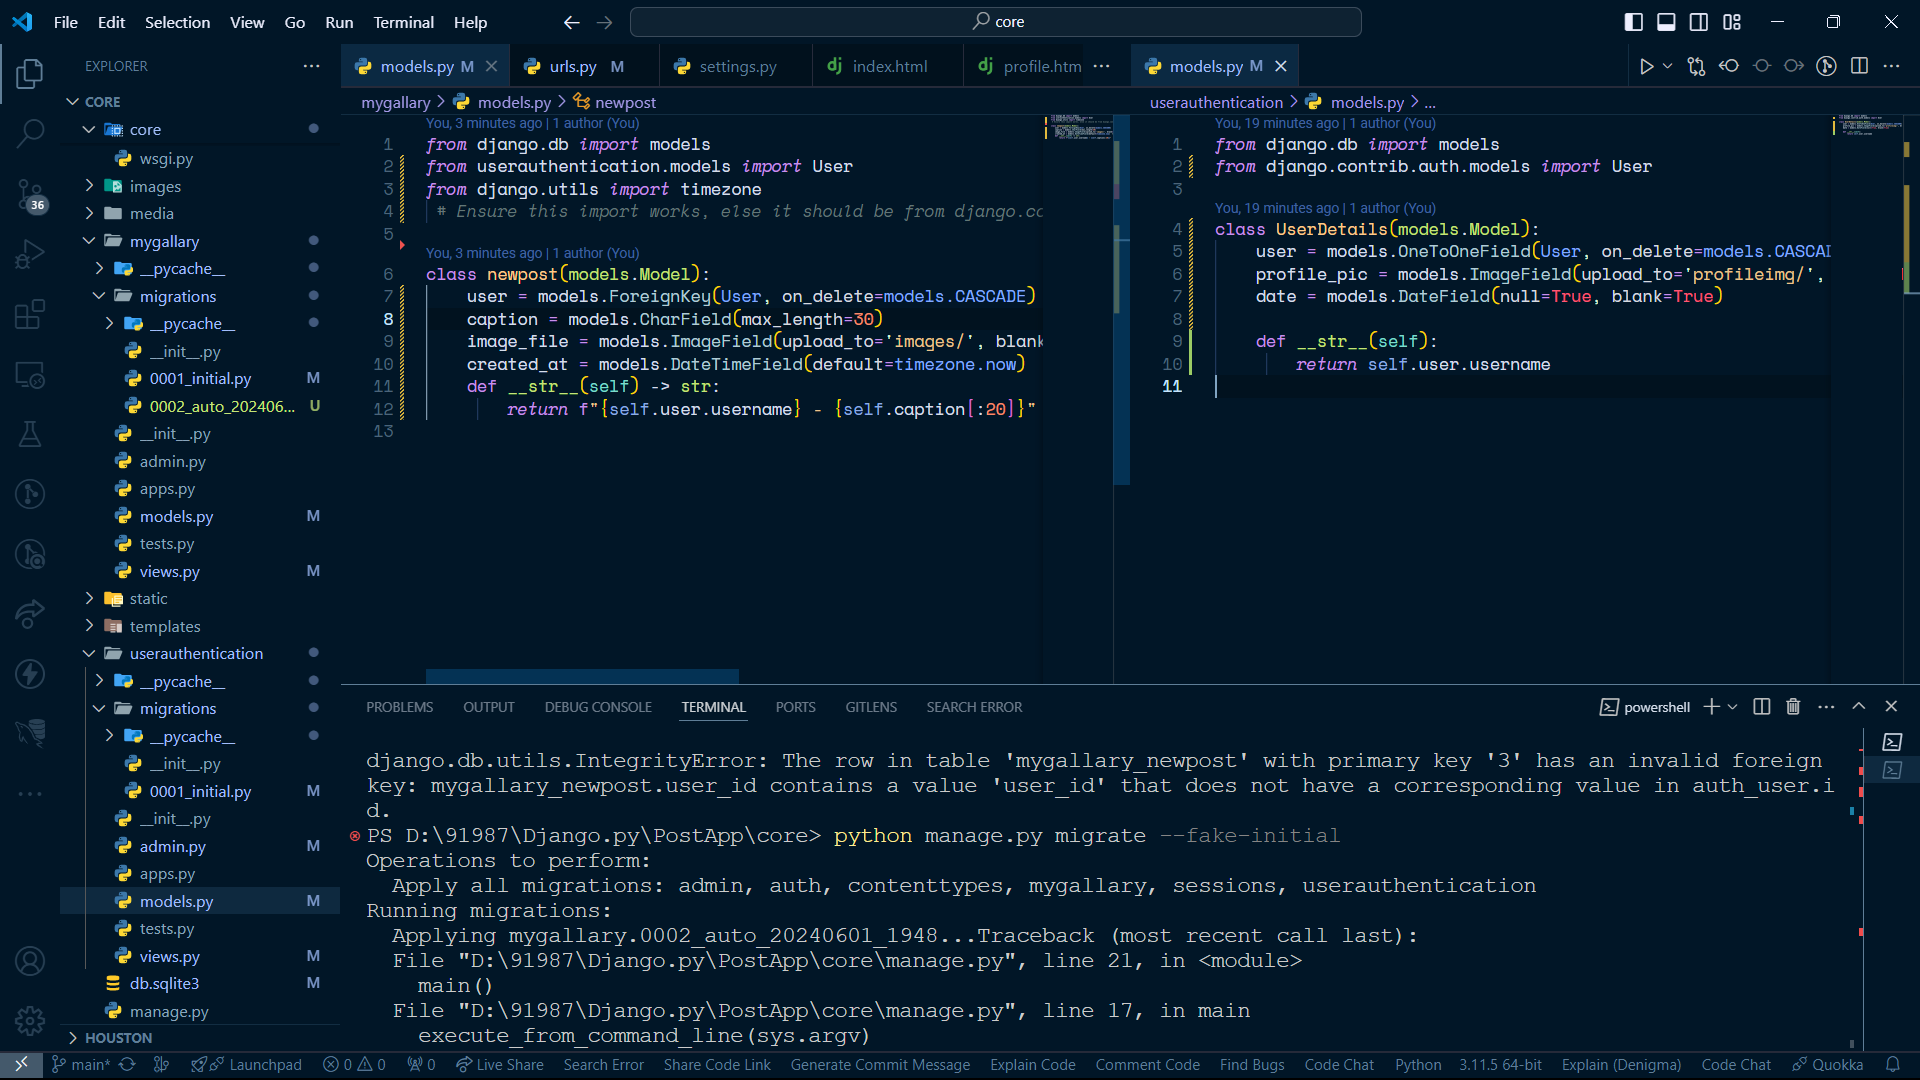 File Edit Selection View Go Run Terminal Help
core
EXPLORER
CORE
core
wsgi.py
images
media
mygallary
__pycache__
migrations
__pycache__
__init__.py
0001_initial.py M
0002_auto_202406... U
__init__.py
admin.py
apps.py
models.py M
tests.py
views.py M
static
templates
userauthentication
__pycache__
migrations
__pycache__
__init__.py
0001_initial.py M
__init__.py
admin.py M
apps.py
models.py M
tests.py
views.py M
db.sqlite3 M
manage.py
HOUSTON
36
models.py M urls.py M settings.py index.html profile.htm
mygallary > models.py > newpost
You, 3 minutes ago | 1 author (You)
1 from django.db import models
2 from userauthentication.models import User
3 from django.utils import timezone
4 # Ensure this import works, else it should be from django.co
5
You, 3 minutes ago | 1 author (You)
6 class newpost(models.Model):
7 user = models.ForeignKey(User, on_delete=models.CASCADE)
8 caption = models.CharField(max_length=30)
9 image_file = models.ImageField(upload_to='images/', blank
10 created_at = models.DateTimeField(default=timezone.now)
11 def __str__(self) -> str:
12 return f"{self.user.username} - {self.caption[:20]}"
13
models.py M
userauthentication > models.py > ...
You, 19 minutes ago | 1 author (You)
1 from django.db import models
2 from django.contrib.auth.models import User
3
You, 19 minutes ago | 1 author (You)
4 class UserDetails(models.Model):
5 user = models.OneToOneField(User, on_delete=models.CASCAD
6 profile_pic = models.ImageField(upload_to='profileimg/',
7 date = models.DateField(null=True, blank=True)
8
9 def __str__(self):
10 return self.user.username
11
PROBLEMS OUTPUT DEBUG CONSOLE TERMINAL PORTS GITLENS SEARCH ERROR
powershell
django.db.utils.IntegrityError: The row in table 'mygallary_newpost' with primary key '3' has an invalid foreign
key: mygallary_newpost.user_id contains a value 'user_id' that does not have a corresponding value in auth_user.i
d.
PS D:\91987\Django.py\PostApp\core> python manage.py migrate --fake-initial
Operations to perform:
Apply all migrations: admin, auth, contenttypes, mygallary, sessions, userauthentication
Running migrations:
Applying mygallary.0002_auto_20240601_1948...Traceback (most recent call last):
File "D:\91987\Django.py\PostApp\core\manage.py", line 21, in <module>
main()
File "D:\91987\Django.py\PostApp\core\manage.py", line 17, in main
execute_from_command_line(sys.argv)
main* Launchpad 0 0 0 Live Share Search Error Share Code Link Generate Commit Message Explain Code Comment Code Find Bugs Code Chat Python 3.11.5 64-bit Explain (Denigma) Code Chat Quokka